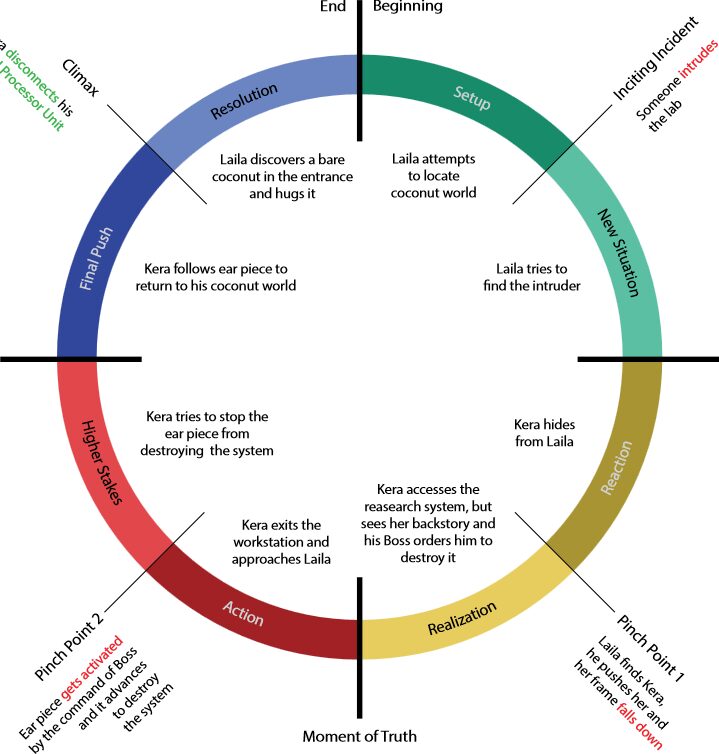 End
Beginning
Climax
disconnects his
Processor Unit
Inciting Incident
Someone intrudes
the lab
Resolution
Setup
Laila discovers a bare
coconut in the entrance
and hugs it
Laila attempts
to locate
coconut world
Final Push
New Situation
Kera follows ear piece to
return to his coconut world
Laila tries to
find the intruder
Higher Stakes
Reaction
Kera tries to stop the
ear piece from
destroying the system
Kera hides
from Laila
Kera exits the
workstation and
approaches Laila
Kera accesses the
reasearch system, but
sees her backstory and
his Boss orders him to
destroy it
Action
Realization
Pinch Point 2
Ear piece gets activated
by the command of Boss
and it advances
to destroy
the system
Pinch Point 1
Laila finds Kera,
he pushes her and
her frame falls down
Moment of Truth